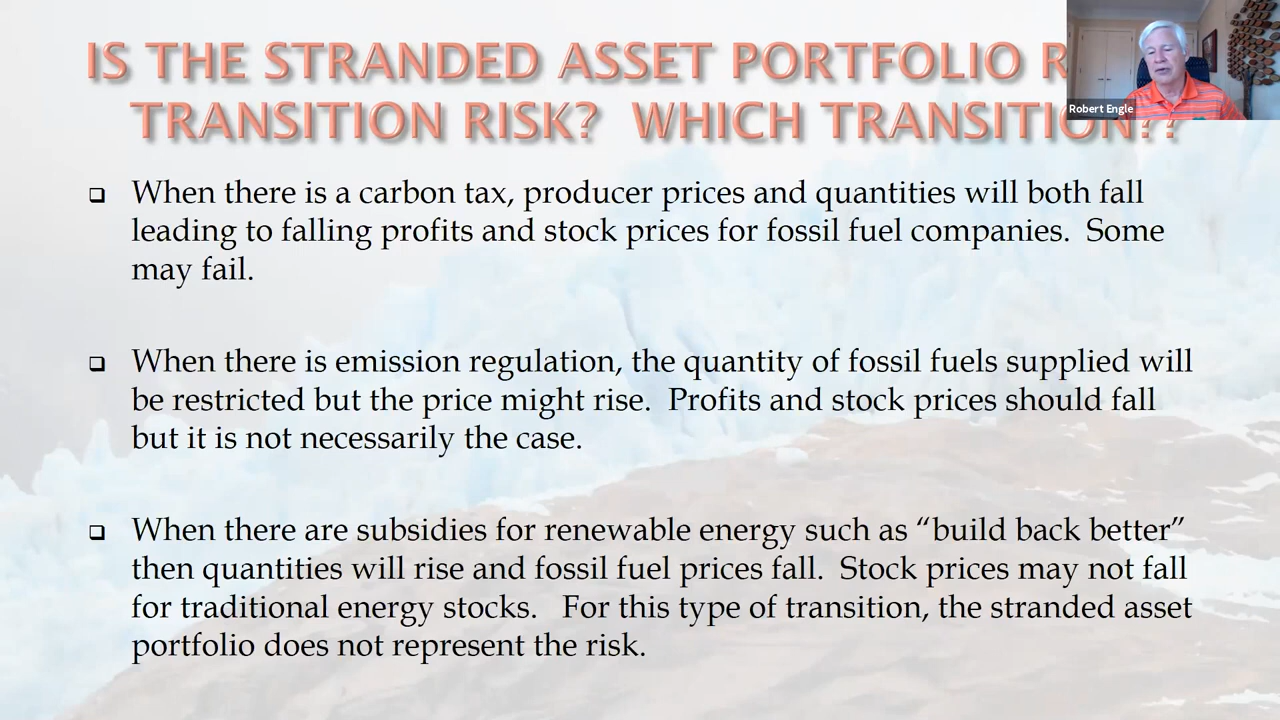 IS THE STRANDED ASSET PORTFOLIO
TRANSITION RISK? WHICH TRANSITION??
Robert Engle
When there is a carbon tax, producer prices and quantities will both fall
leading to falling profits and stock prices for fossil fuel companies. Some
may fail.
When there is emission regulation, the quantity of fossil fuels supplied will
be restricted but the price might rise. Profits and stock prices should fall
but it is not necessarily the case.
When there are subsidies for renewable energy such as “build back better”
then quantities will rise and fossil fuel prices fall. Stock prices may not fall
for traditional energy stocks. For this type of transition, the stranded asset
portfolio does not represent the risk.